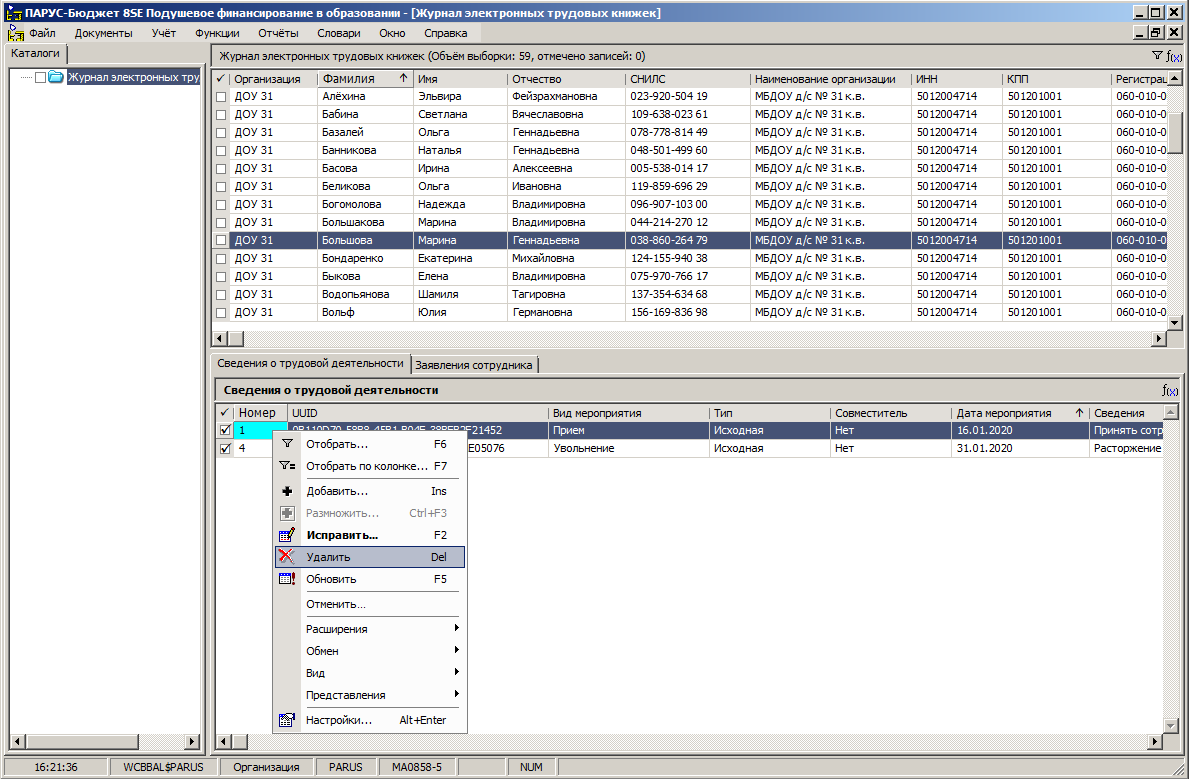 ПАРУС-Бюджет 8SE Подушевое финансирование в образовании - [Журнал электронных трудовых книжек]
Файл Документы Учёт Функции Отчёты Словари Окно Справка
Каталоги
Журнал электронных тру
Журнал электронных трудовых книжек (Объём выборки: 59, отмечено записей: 0)
f(x)
Организация Фамилия Имя Отчество СНИЛС Наименование организации ИНН КПП Регистрац
ДОУ 31 Алёхина Эльвира Фейзрахмановна 023-920-504 19 МБДОУ д/с № 31 к.в. 5012004714 501201001 060-010-0
ДОУ 31 Бабина Светлана Вячеславовна 109-638-023 61 МБДОУ д/с № 31 к.в. 5012004714 501201001 060-010-0
ДОУ 31 Базалей Ольга Геннадьевна 078-778-814 49 МБДОУ д/с № 31 к.в. 5012004714 501201001 060-010-0
ДОУ 31 Банникова Наталья Геннадьевна 048-501-499 60 МБДОУ д/с № 31 к.в. 5012004714 501201001 060-010-0
ДОУ 31 Басова Ирина Алексеевна 005-538-014 17 МБДОУ д/с № 31 к.в. 5012004714 501201001 060-010-0
ДОУ 31 Беликова Ольга Ивановна 119-859-696 29 МБДОУ д/с № 31 к.в. 5012004714 501201001 060-010-0
ДОУ 31 Богомолова Надежда Владимировна 096-907-103 00 МБДОУ д/с № 31 к.в. 5012004714 501201001 060-010-0
ДОУ 31 Большакова Марина Владимировна 044-214-270 12 МБДОУ д/с № 31 к.в. 5012004714 501201001 060-010-0
ДОУ 31 Большова Марина Геннадьевна 038-860-264 79 МБДОУ д/с № 31 к.в. 5012004714 501201001 060-010-0
ДОУ 31 Бондаренко Екатерина Михайловна 124-155-940 38 МБДОУ д/с № 31 к.в. 5012004714 501201001 060-010-0
ДОУ 31 Быкова Елена Владимировна 075-970-766 17 МБДОУ д/с № 31 к.в. 5012004714 501201001 060-010-0
ДОУ 31 Водопьянова Шамиля Тагировна 137-354-634 68 МБДОУ д/с № 31 к.в. 5012004714 501201001 060-010-0
ДОУ 31 Вольф Юлия Германовна 156-169-836 98 МБДОУ д/с № 31 к.в. 5012004714 501201001 060-010-0
Сведения о трудовой деятельности Заявления сотрудника
Сведения о трудовой деятельности
f(x)
Номер UUID Вид мероприятия Тип Совместитель Дата мероприятия Сведения
1 Прием Исходная Нет 16.01.2020 Принять сотр
4 E05076 Увольнение Исходная Нет 31.01.2020 Расторжение
Отобрать... F6
Отобрать по колонке... F7
Добавить... Ins
Размножить... Ctrl+F3
Исправить... F2
Удалить Del
Обновить F5
Отменить...
Расширения
Обмен
Вид
Представления
Настройки... Alt+Enter
16:21:36 WCBBAL$PARUS Организация PARUS MA0858-5 NUM